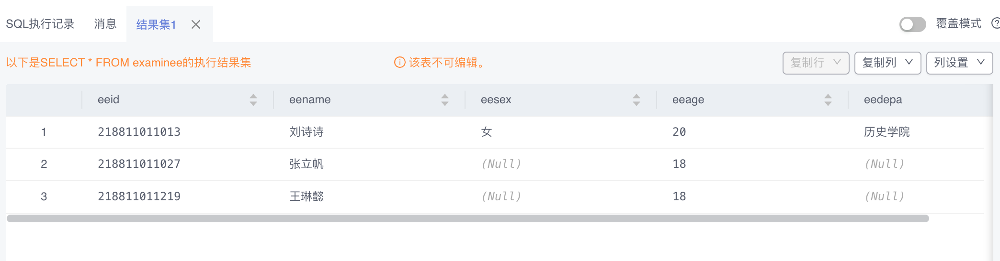 SQL执行记录 消息 结果集1 覆盖模式
以下是SELECT * FROM examinee的执行结果集 该表不可编辑。 复制行 复制列 列设置
eeid eename eesex eeage eedepa
1 218811011013 刘诗诗 女 20 历史学院
2 218811011027 张立帆 (Null) 18 (Null)
3 218811011219 王琳懿 (Null) 18 (Null)